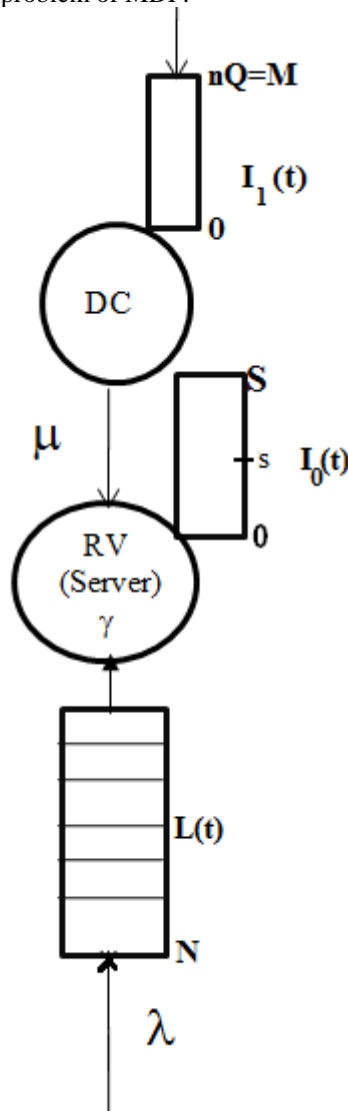 problem of MDP.
nQ=M
I₁(t)
0
DC
S
μ
s I₀(t)
0
RV
(Server)
γ
L(t)
N
λ